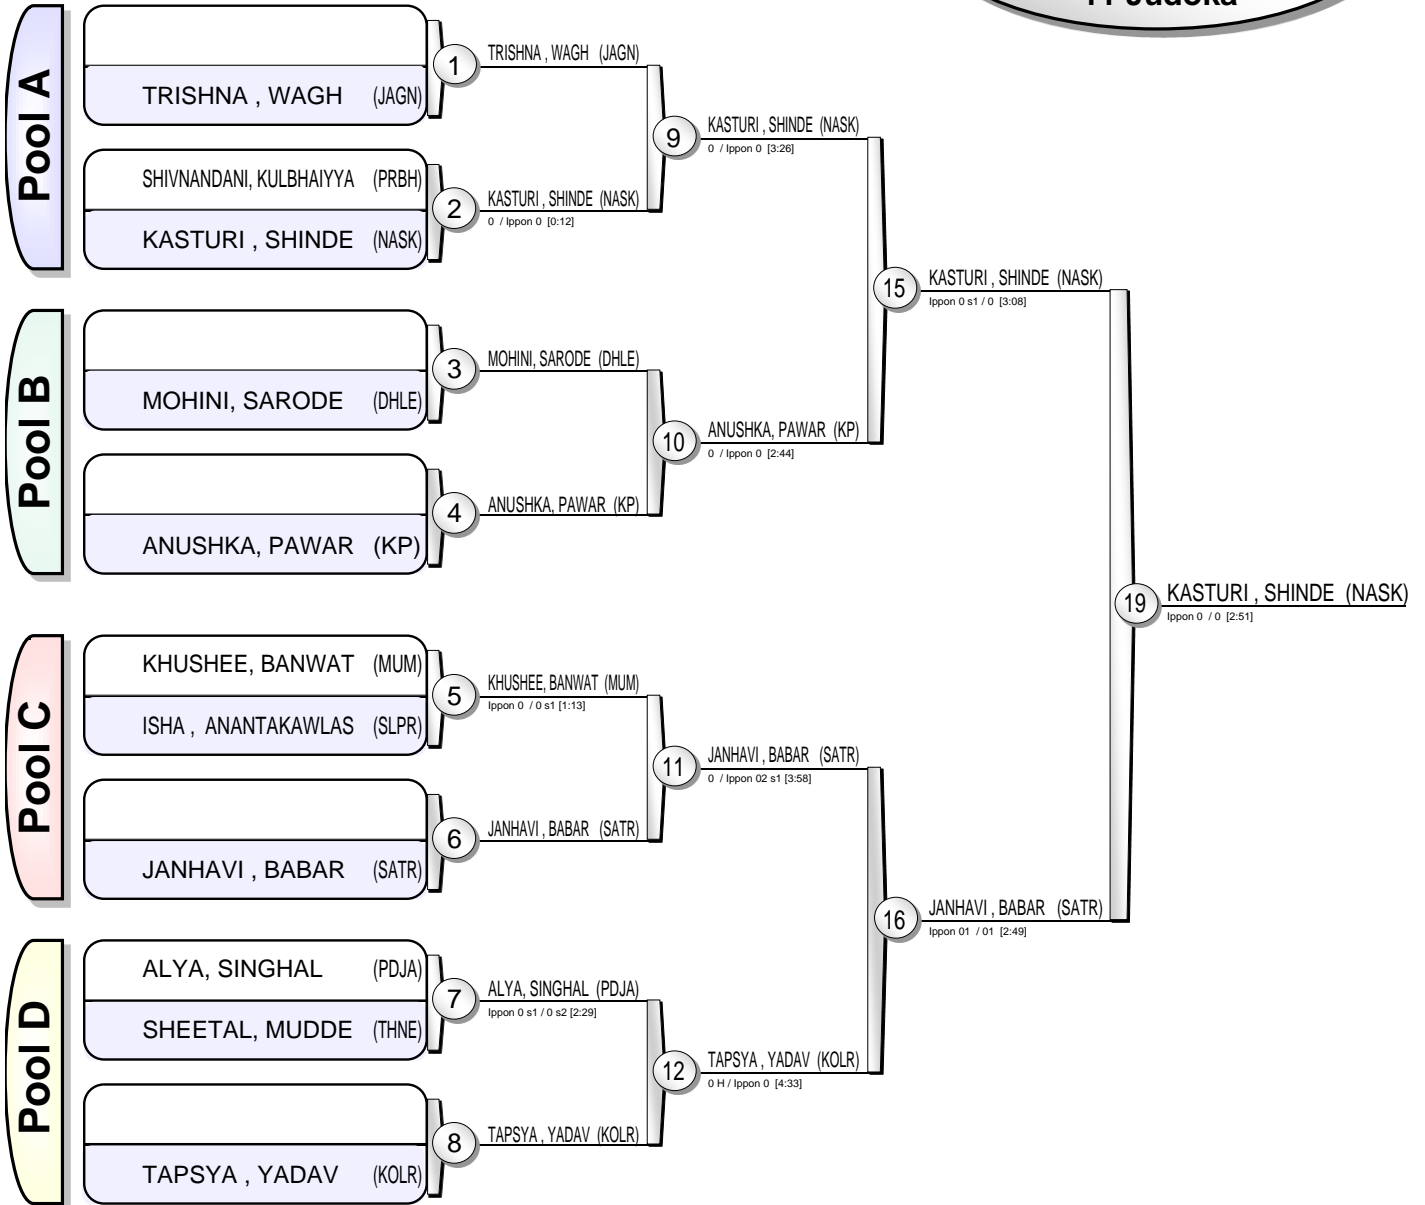 11 Judoka
Pool A
TRISHNA , WAGH (JAGN)
1
TRISHNA , WAGH (JAGN)
SHIVNANDANI, KULBHAIYYA (PRBH)
KASTURI , SHINDE (NASK)
2
KASTURI , SHINDE (NASK)
0 / Ippon 0 [0:12]
9
KASTURI , SHINDE (NASK)
0 / Ippon 0 [3:26]
Pool B
MOHINI, SARODE (DHLE)
3
MOHINI, SARODE (DHLE)
ANUSHKA, PAWAR (KP)
4
ANUSHKA, PAWAR (KP)
10
ANUSHKA, PAWAR (KP)
0 / Ippon 0 [2:44]
15
KASTURI , SHINDE (NASK)
Ippon 0 s1 / 0 [3:08]
Pool C
KHUSHEE, BANWAT (MUM)
ISHA , ANANTAKAWLAS (SLPR)
5
KHUSHEE, BANWAT (MUM)
Ippon 0 / 0 s1 [1:13]
JANHAVI , BABAR (SATR)
6
JANHAVI , BABAR (SATR)
11
JANHAVI , BABAR (SATR)
0 / Ippon 02 s1 [3:58]
Pool D
ALYA, SINGHAL (PDJA)
SHEETAL, MUDDE (THNE)
7
ALYA, SINGHAL (PDJA)
Ippon 0 s1 / 0 s2 [2:29]
TAPSYA , YADAV (KOLR)
8
TAPSYA , YADAV (KOLR)
12
TAPSYA , YADAV (KOLR)
0 H / Ippon 0 [4:33]
16
JANHAVI , BABAR (SATR)
Ippon 01 / 01 [2:49]
19
KASTURI , SHINDE (NASK)
Ippon 0 / 0 [2:51]